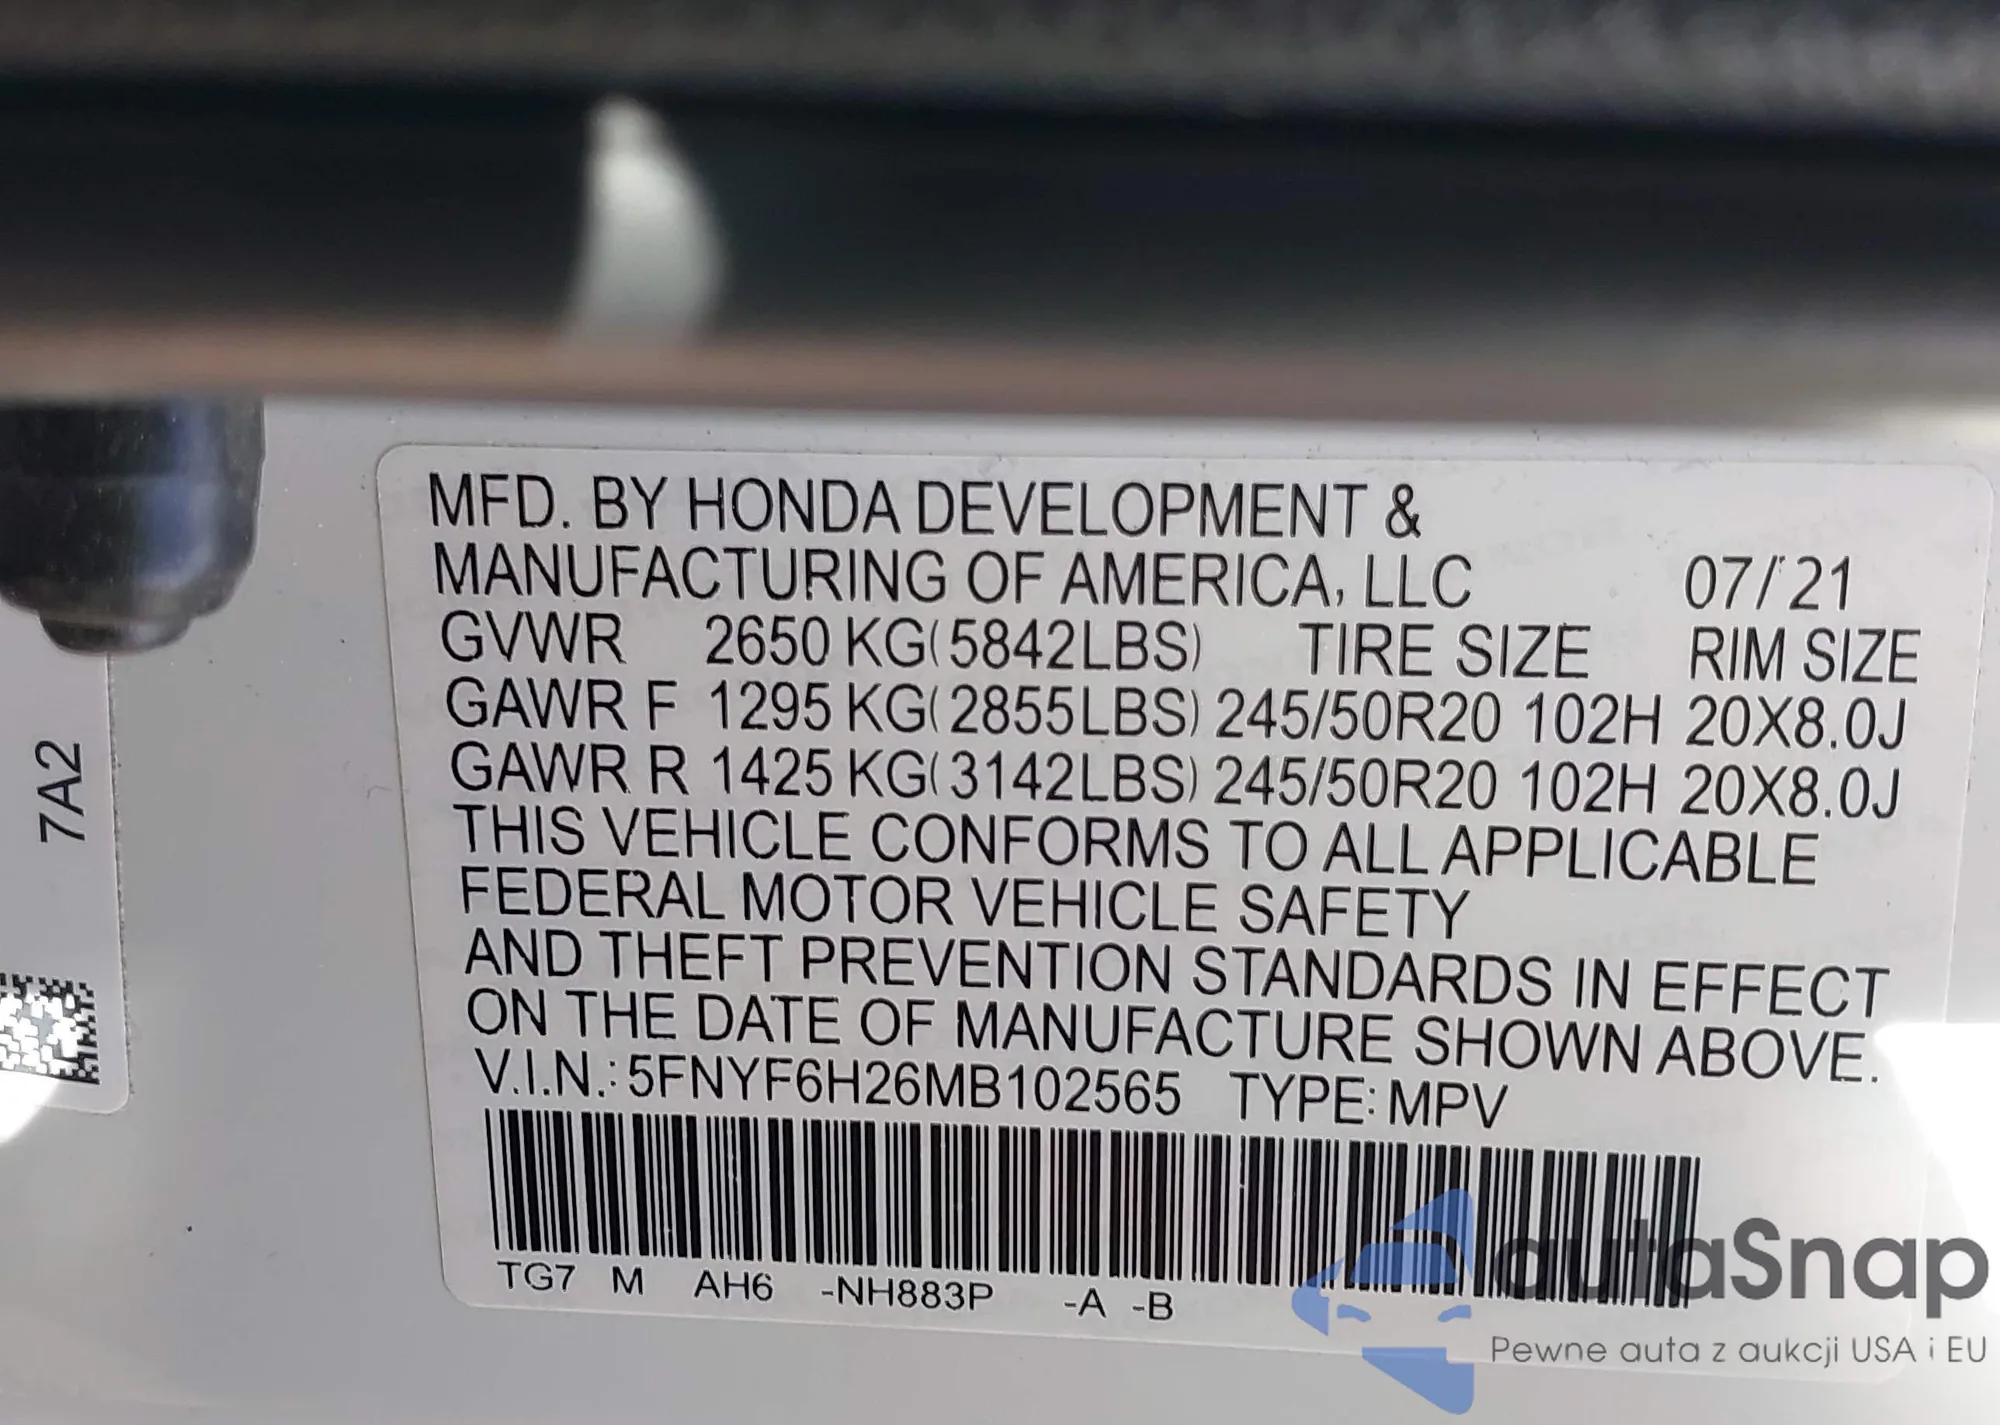 MFD. BY HONDA DEVELOPMENT &
MANUFACTURING OF AMERICA, LLC 07/21
GVWR 2650 KG(5842LBS) TIRE SIZE RIM SIZE
GAWR F 1295 KG(2855LBS) 245/50R20 102H 20X8.0J
GAWR R 1425 KG(3142LBS) 245/50R20 102H 20X8.0J
THIS VEHICLE CONFORMS TO ALL APPLICABLE
FEDERAL MOTOR VEHICLE SAFETY
AND THEFT PREVENTION STANDARDS IN EFFECT
ON THE DATE OF MANUFACTURE SHOWN ABOVE.
V.I.N.: 5FNYF6H26MB102565 TYPE: MPV
TG7 M AH6 -NH883P -A -B
7A2
autaSnap
Pewne auta z aukcji USA i EU